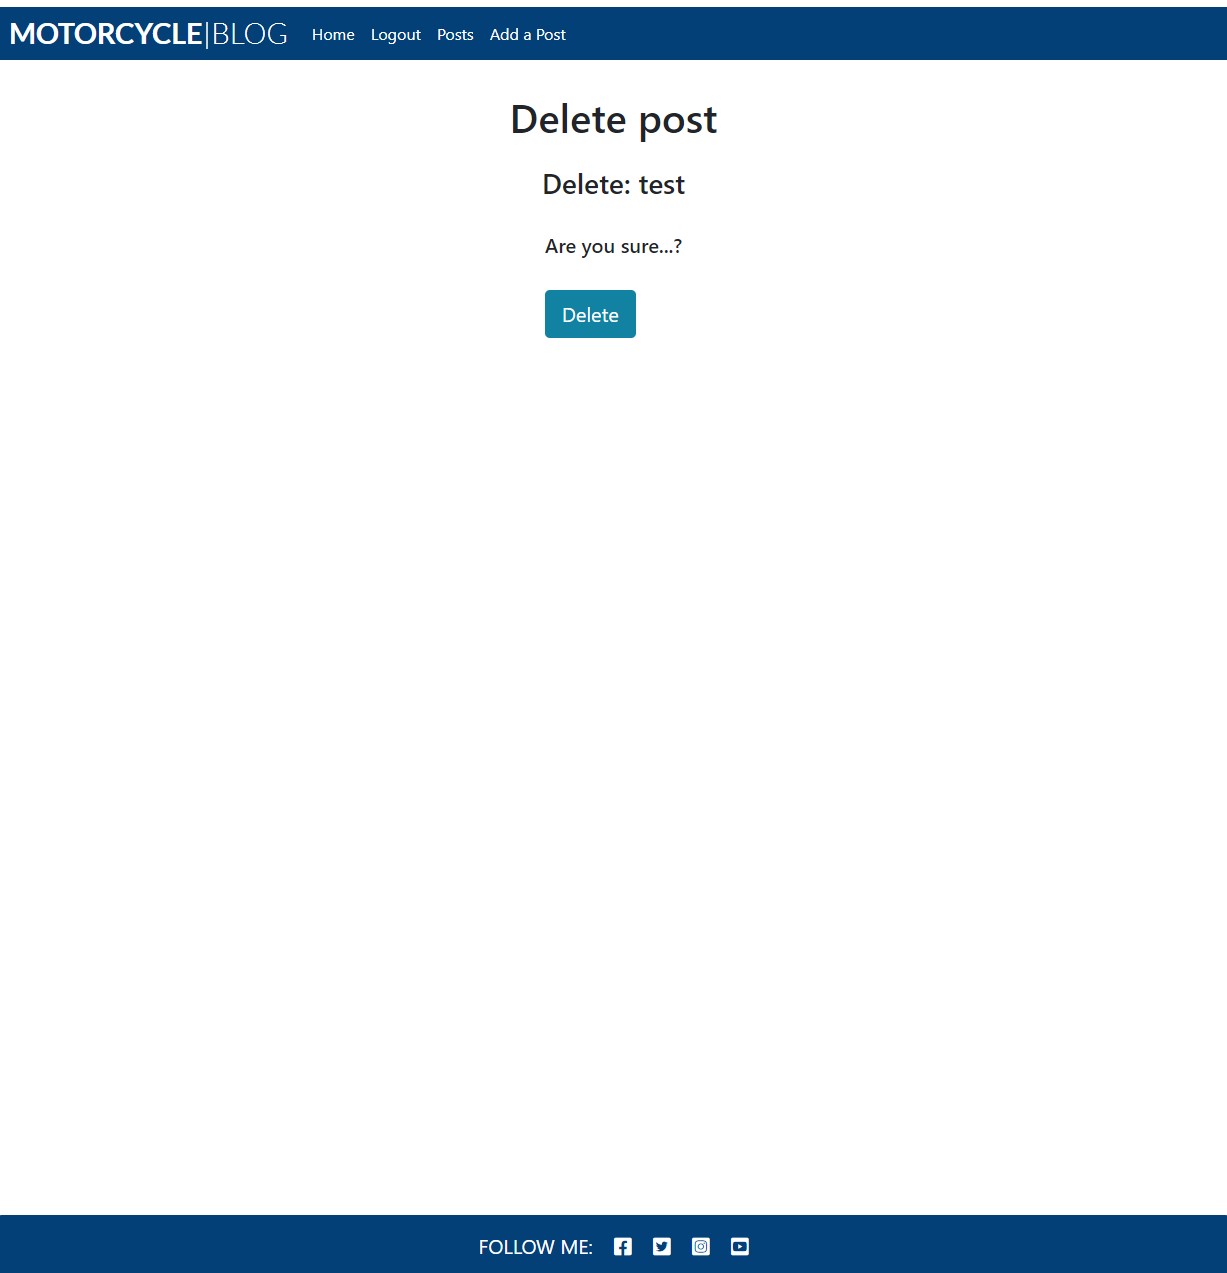 MOTORCYCLE|BLOG Home Logout Posts Add a Post
Delete post
Delete: test
Are you sure...?
Delete
FOLLOW ME: